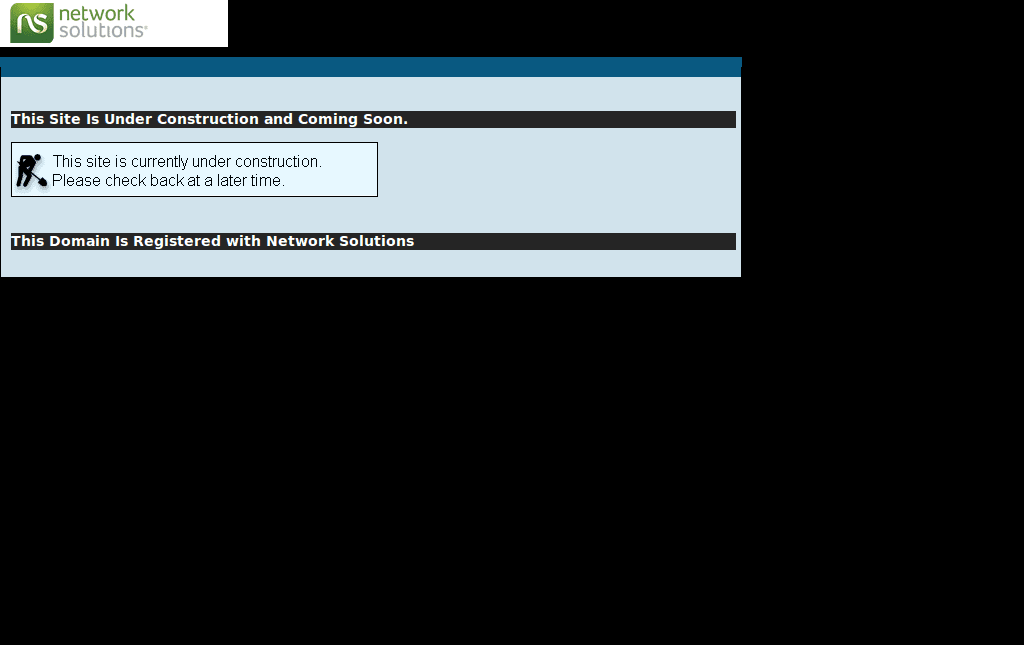 network
solutions®
This Site Is Under Construction and Coming Soon.
This site is currently under construction.
Please check back at a later time.
This Domain Is Registered with Network Solutions